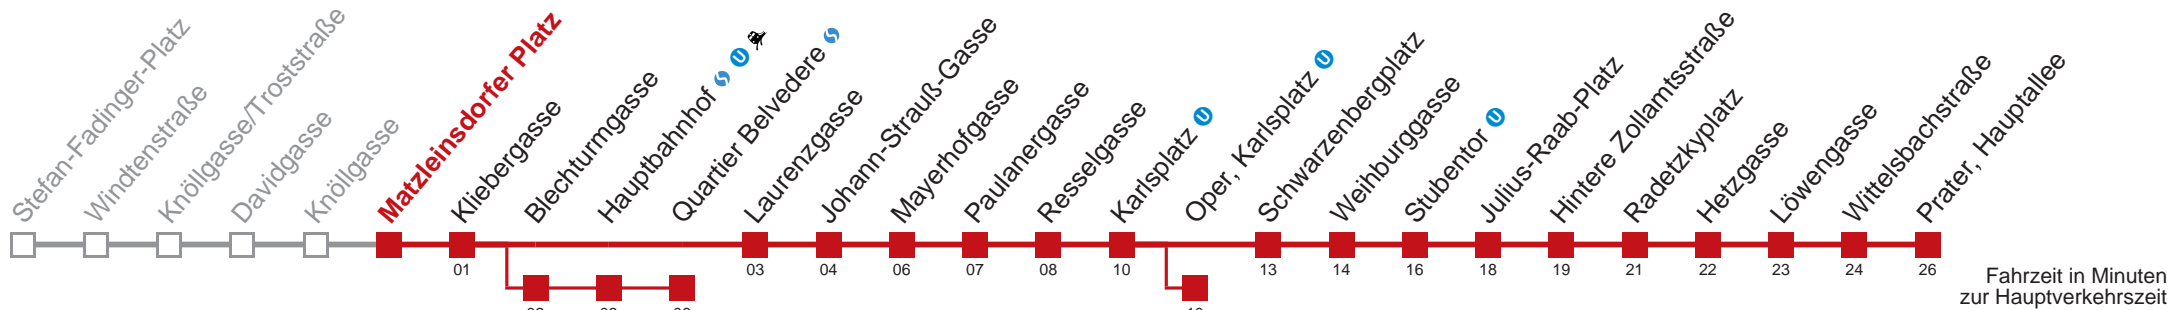 Stefan-Fadinger-Platz
Windtenstraße
Knöllgasse/Troststraße
Davidgasse
Knöllgasse
Matzleinsdorfer Platz
Kliebergasse
Blechturmgasse
Hauptbahnhof S U
Quartier Belvedere S
Laurenzgasse
Johann-Strauß-Gasse
Mayerhofgasse
Paulanergasse
Resselgasse
Karlsplatz U
Oper, Karlsplatz U
Schwarzenbergplatz
Weihburggasse
Stubentor U
Julius-Raab-Platz
Hintere Zollamtsstraße
Radetzkyplatz
Hetzgasse
Löwengasse
Wittelsbachstraße
Prater, Hauptallee
01 03 04 06 07 08 10 13 14 16 18 19 21 22 23 24 26
Fahrzeit in Minuten
zur Hauptverkehrszeit